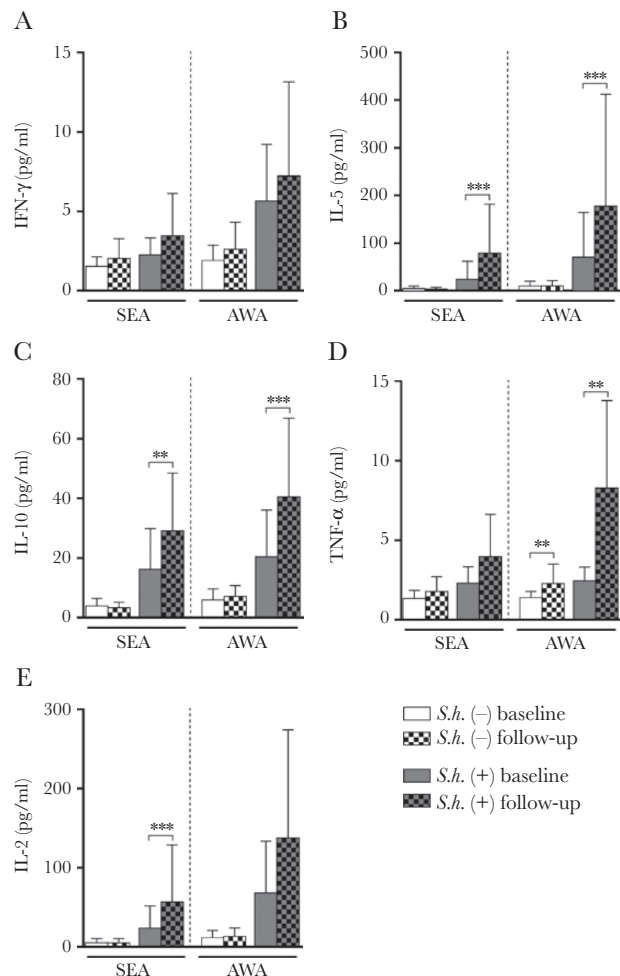 A
IFN-γ (pg/ml)
15
10
5
0
SEA
AWA
B
IL-5 (pg/ml)
500
400
300
200
100
0
***
***
SEA
AWA
C
IL-10 (pg/ml)
80
60
40
20
0
**
***
SEA
AWA
D
TNF-α (pg/ml)
15
10
5
0
**
**
SEA
AWA
E
IL-2 (pg/ml)
300
200
100
0
***
SEA
AWA
S.h. (–) baseline
S.h. (–) follow-up
S.h. (+) baseline
S.h. (+) follow-up